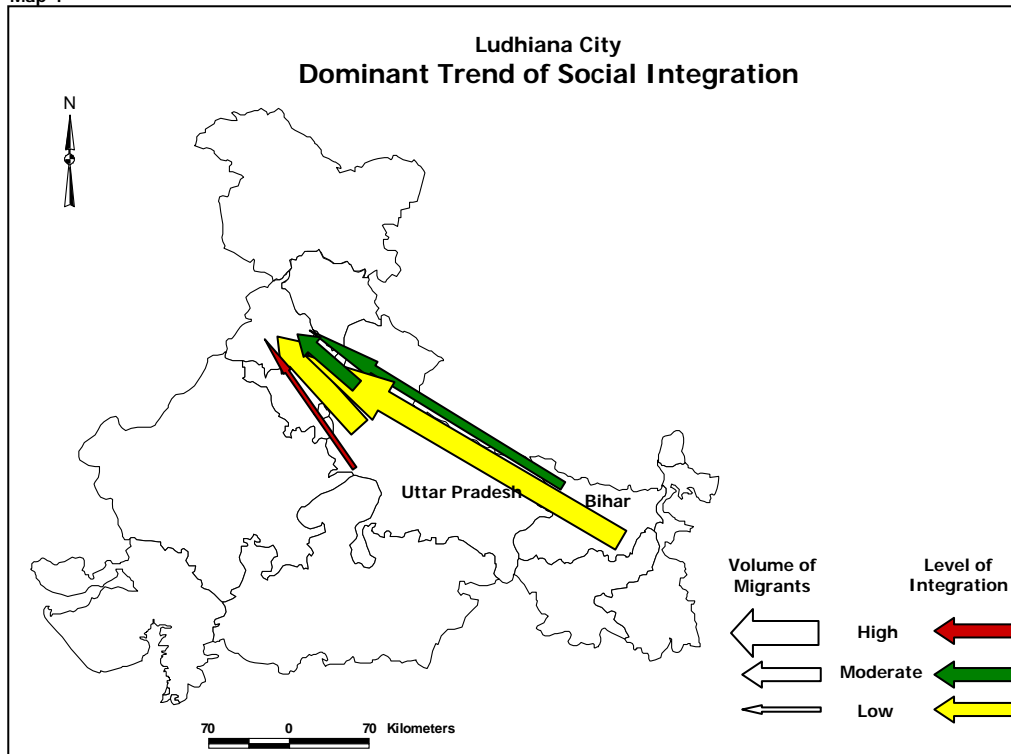 Ludhiana City
Dominant Trend of Social Integration
N
Uttar Pradesh
Bihar
Volume of Migrants
Level of Integration
High
Moderate
Low
70 0 70 Kilometers